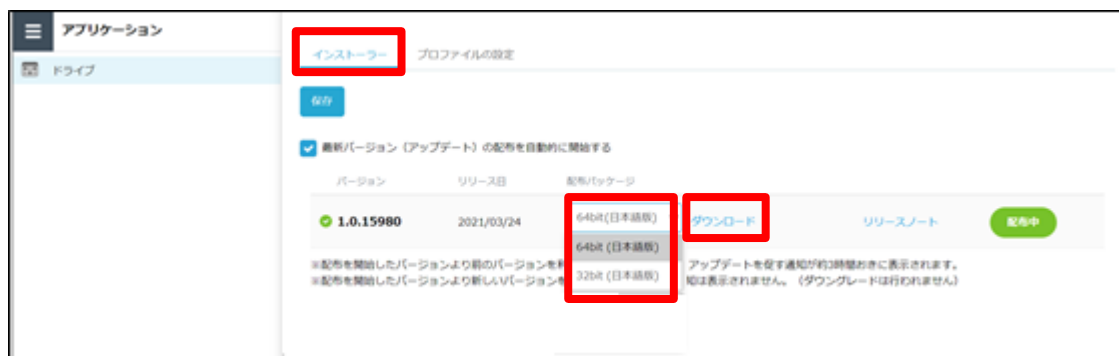 アプリケーション
ドライブ
インストーラー プロファイルの設定
保存
最新バージョン（アップデート）の配布を自動的に開始する
バージョン リリース日 配布パッケージ
1.0.15980 2021/03/24 64bit(日本語版) ダウンロード リリースノート 配布中
64bit (日本語版)
32bit (日本語版)
※配布を開始したバージョンより前のバージョンを利 アップデートを促す通知が約3時間おきに表示されます。
※配布を開始したバージョンより新しいバージョンを 知は表示されません。（ダウングレードは行われません）